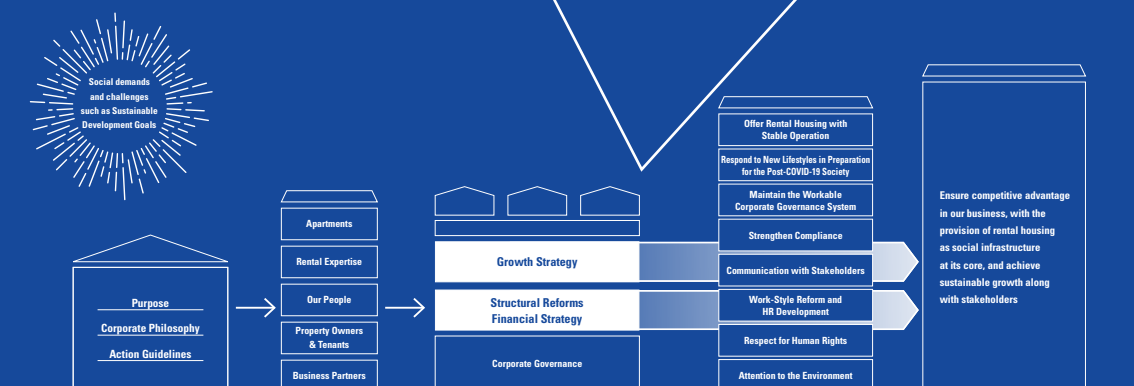 Social demands
and challenges
such as Sustainable
Development Goals
Purpose
Corporate Philosophy
Action Guidelines
Apartments
Rental Expertise
Our People
Property Owners
& Tenants
Business Partners
Growth Strategy
Structural Reforms
Financial Strategy
Corporate Governance
Offer Rental Housing with
Stable Operation
Respond to New Lifestyles in Preparation
for the Post-COVID-19 Society
Maintain the Workable
Corporate Governance System
Strengthen Compliance
Communication with Stakeholders
Work-Style Reform and
HR Development
Respect for Human Rights
Attention to the Environment
Ensure competitive advantage
in our business, with the
provision of rental housing
as social infrastructure
at its core, and achieve
sustainable growth along
with stakeholders